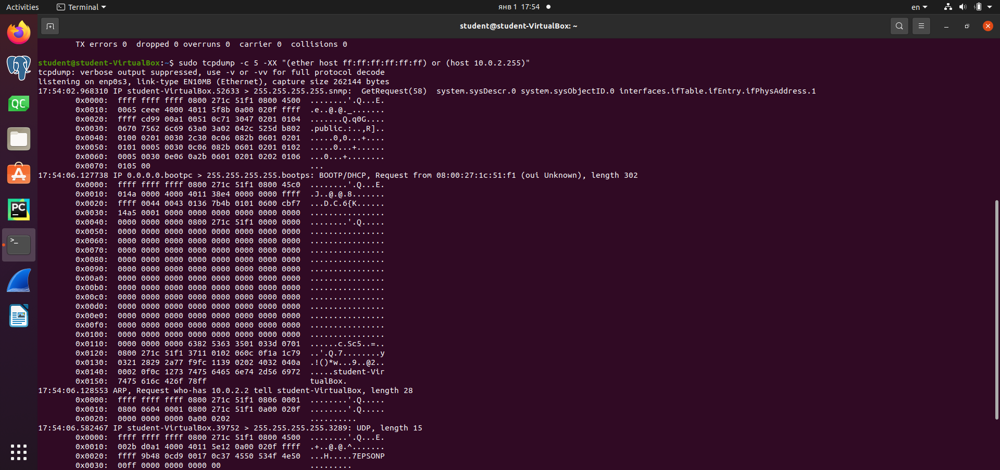 Activities
Terminal
янв 1 17:54
en
student@student-VirtualBox: ~
QC
PC
>_
TX errors 0  dropped 0 overruns 0  carrier 0  collisions 0
student@student-VirtualBox:~$ sudo tcpdump -c 5 -XX "(ether host ff:ff:ff:ff:ff:ff) or (host 10.0.2.255)"
tcpdump: verbose output suppressed, use -v or -vv for full protocol decode
listening on enp0s3, link-type EN10MB (Ethernet), capture size 262144 bytes
17:54:02.968310 IP student-VirtualBox.52633 > 255.255.255.255.snmp:  GetRequest(58)  system.sysDescr.0 system.sysObjectID.0 interfaces.ifTable.ifEntry.ifPhysAddress.1
0x0000:  ffff ffff ffff 0800 271c 51f1 0800 4500  ........'.Q...E.
0x0010:  0065 ceee 4000 4011 5f8b 0a00 020f ffff  .e..@.@._.......
0x0020:  ffff cd99 00a1 0051 0c71 3047 0201 0104  .......Q.q0G....
0x0030:  0670 7562 6c69 63a0 3a02 042c 525d b802  .public.:..,R]..
0x0040:  0100 0201 0030 2c30 0c06 082b 0601 0201  .....0,0...+....
0x0050:  0101 0005 0030 0c06 082b 0601 0201 0102  .....0...+......
0x0060:  0005 0030 0e06 0a2b 0601 0201 0202 0106  ...0...+........
0x0070:  0105 00                                  ...
17:54:06.127738 IP 0.0.0.0.bootpc > 255.255.255.255.bootps: BOOTP/DHCP, Request from 08:00:27:1c:51:f1 (oui Unknown), length 302
0x0000:  ffff ffff ffff 0800 271c 51f1 0800 45c0  ........'.Q...E.
0x0010:  014a 0000 4000 4011 38e4 0000 0000 ffff  .J..@.@.8.......
0x0020:  ffff 0044 0043 0136 7b4b 0101 0600 cbf7  ...D.C.6{K......
0x0030:  14a5 0001 0000 0000 0000 0000 0000 0000  ................
0x0040:  0000 0000 0000 0800 271c 51f1 0000 0000  ........'.Q.....
0x0050:  0000 0000 0000 0000 0000 0000 0000 0000  ................
0x0060:  0000 0000 0000 0000 0000 0000 0000 0000  ................
0x0070:  0000 0000 0000 0000 0000 0000 0000 0000  ................
0x0080:  0000 0000 0000 0000 0000 0000 0000 0000  ................
0x0090:  0000 0000 0000 0000 0000 0000 0000 0000  ................
0x00a0:  0000 0000 0000 0000 0000 0000 0000 0000  ................
0x00b0:  0000 0000 0000 0000 0000 0000 0000 0000  ................
0x00c0:  0000 0000 0000 0000 0000 0000 0000 0000  ................
0x00d0:  0000 0000 0000 0000 0000 0000 0000 0000  ................
0x00e0:  0000 0000 0000 0000 0000 0000 0000 0000  ................
0x00f0:  0000 0000 0000 0000 0000 0000 0000 0000  ................
0x0100:  0000 0000 0000 0000 0000 0000 0000 0000  ................
0x0110:  0000 0000 0000 6382 5363 3501 033d 0701  ......c.Sc5..=..
0x0120:  0800 271c 51f1 3711 0102 060c 0f1a 1c79  ..'.Q.7........y
0x0130:  0321 2829 2a77 f9fc 1139 0202 4032 040a  .!()*w...9..@2..
0x0140:  0002 0f0c 1273 7475 6465 6e74 2d56 6972  .....student-Vir
0x0150:  7475 616c 426f 78ff                      tualBox.
17:54:06.128553 ARP, Request who-has 10.0.2.2 tell student-VirtualBox, length 28
0x0000:  ffff ffff ffff 0800 271c 51f1 0806 0001  ........'.Q.....
0x0010:  0800 0604 0001 0800 271c 51f1 0a00 020f  ........'.Q.....
0x0020:  0000 0000 0000 0a00 0202                 ..........
17:54:06.582467 IP student-VirtualBox.39752 > 255.255.255.255.3289: UDP, length 15
0x0000:  ffff ffff ffff 0800 271c 51f1 0800 4500  ........'.Q...E.
0x0010:  002b d0a1 4000 4011 5e12 0a00 020f ffff  .+..@.@.^.......
0x0020:  ffff 9b48 0cd9 0017 0c37 4550 534f 4e50  ...H.....7EPSONP
0x0030:  00ff 0000 0000 0000 00                   .........